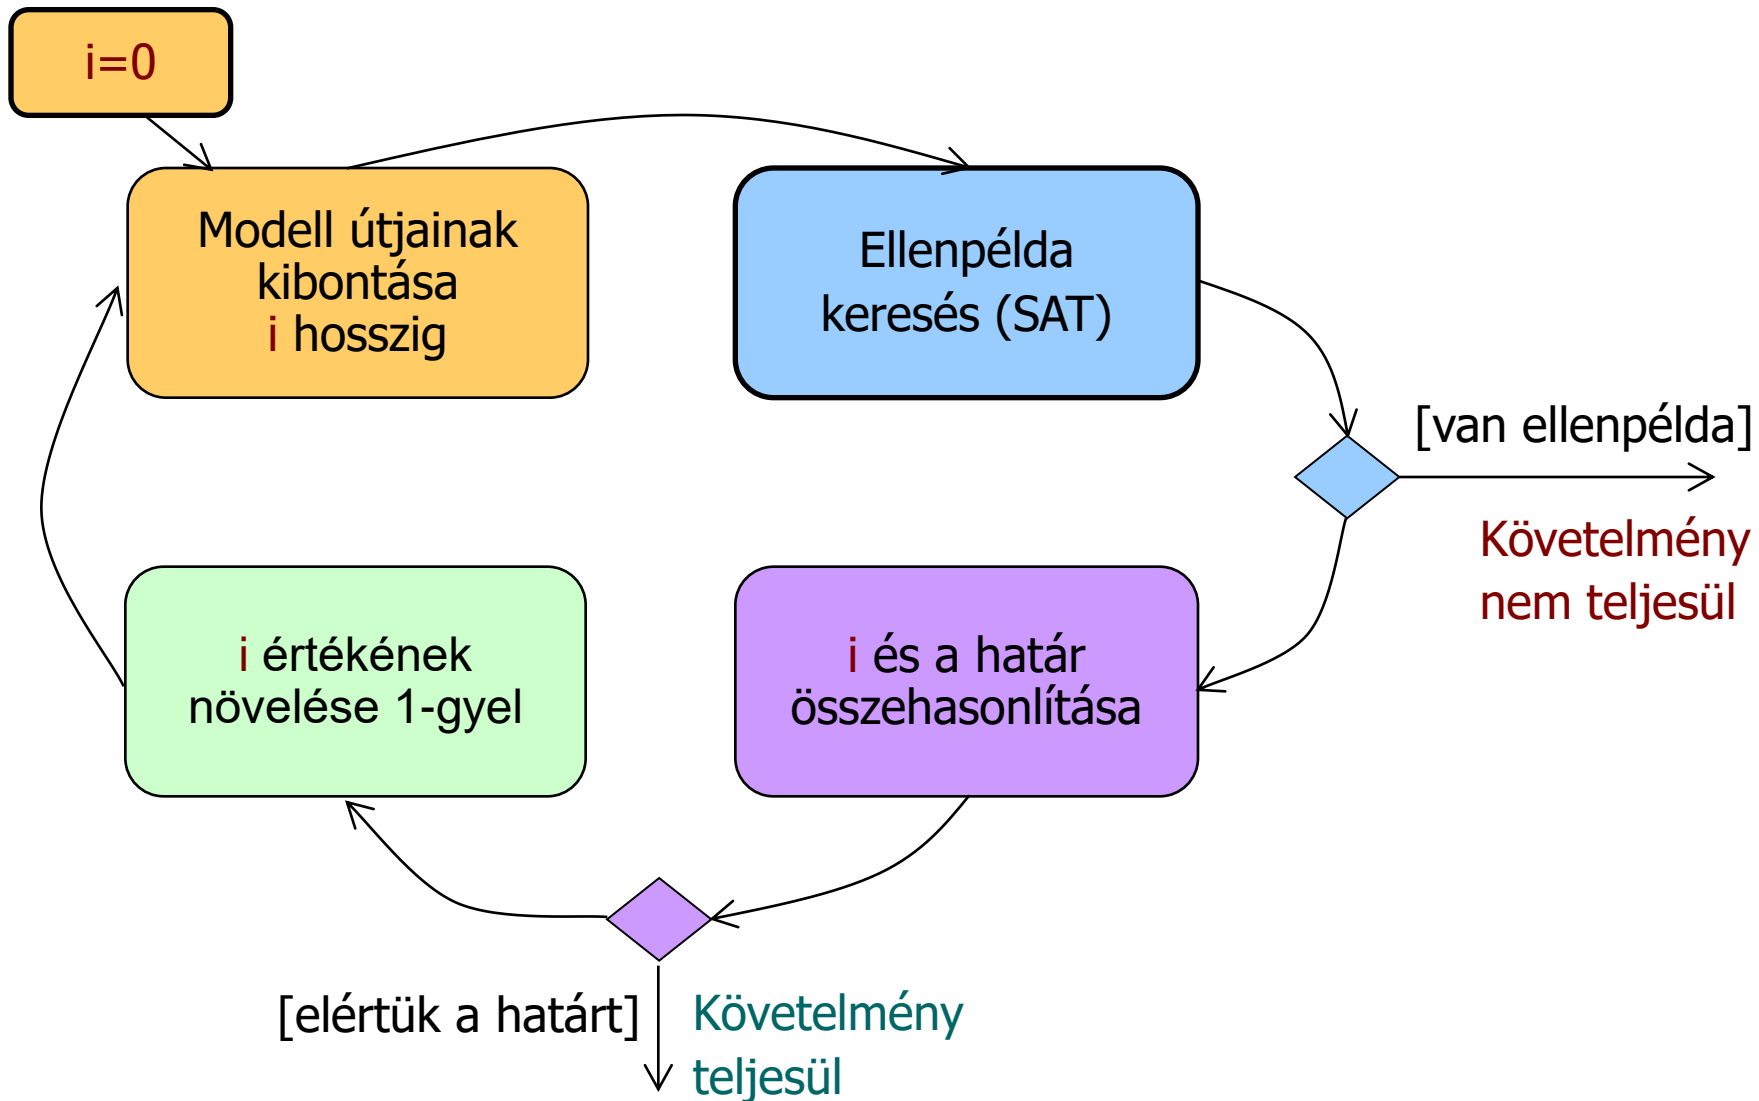 i=0
Modell útjainak
kibontása
i hosszig
Ellenpélda
keresés (SAT)
[van ellenpélda]
Követelmény
nem teljesül
i értékének
növelése 1-gyel
i és a határ
összehasonlítása
[elértük a határt]
Követelmény
teljesül